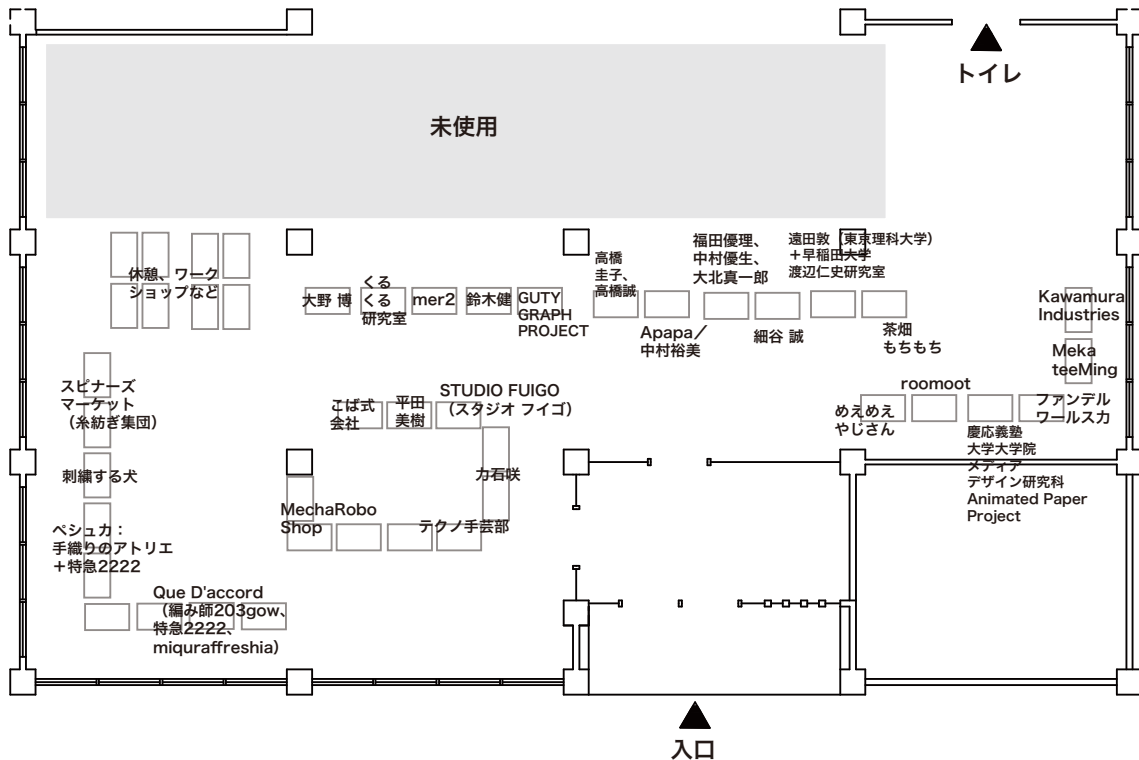 トイレ
未使用
休憩、ワーク
ショップなど
大野 博
くる
くる
研究室
mer2
鈴木健
GUTY
GRAPH
PROJECT
高橋
圭子、
高橋誠
Apapa／
中村裕美
福田優理、
中村優生、
大北真一郎
細谷 誠
遠田敦（東京理科大学）
＋早稲田大学
渡辺仁史研究室
茶畑
もちもち
Kawamura
Industries
Meka
teeMing
スピナーズ
マーケット
（糸紡ぎ集団）
こば式
会社
平田
美樹
STUDIO FUIGO
（スタジオ フイゴ）
roomoot
めえめえ
やじさん
ファンデル
ワールスカ
慶応義塾
大学大学院
メディア
デザイン研究科
Animated Paper
Project
刺繍する犬
力石咲
MechaRobo
Shop
テクノ手芸部
ペシュカ：
手織りのアトリエ
＋特急2222
Que D'accord
（編み師203gow、
特急2222、
miquraffreshia）
入口